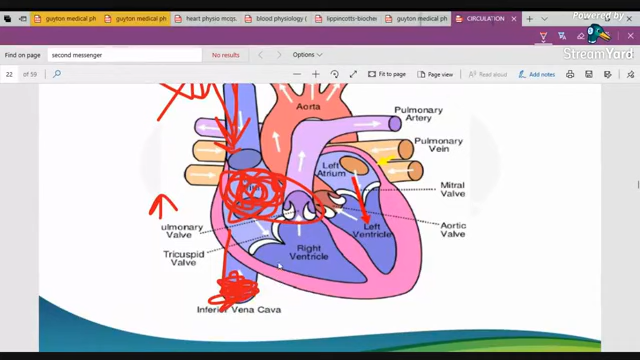 guyton medical ph
guyton medical ph
heart physio mcqs.
blood physiology (
lippincotts-bioche
guyton medical ph
CIRCULATION
Powered by
StreamYard
Find on page
second messenger
No results
Options
22
of 59
Fit to page
Page view
Read aloud
Add notes
Draw
Aorta
Pulmonary
Artery
Pulmonary
Vein
Left
Atrium
Mitral
Valve
ulmonary
Valve
Left
Ventricle
Aortic
Valve
Tricuspid
Valve
Right
Ventricle
Inferior Vena Cava